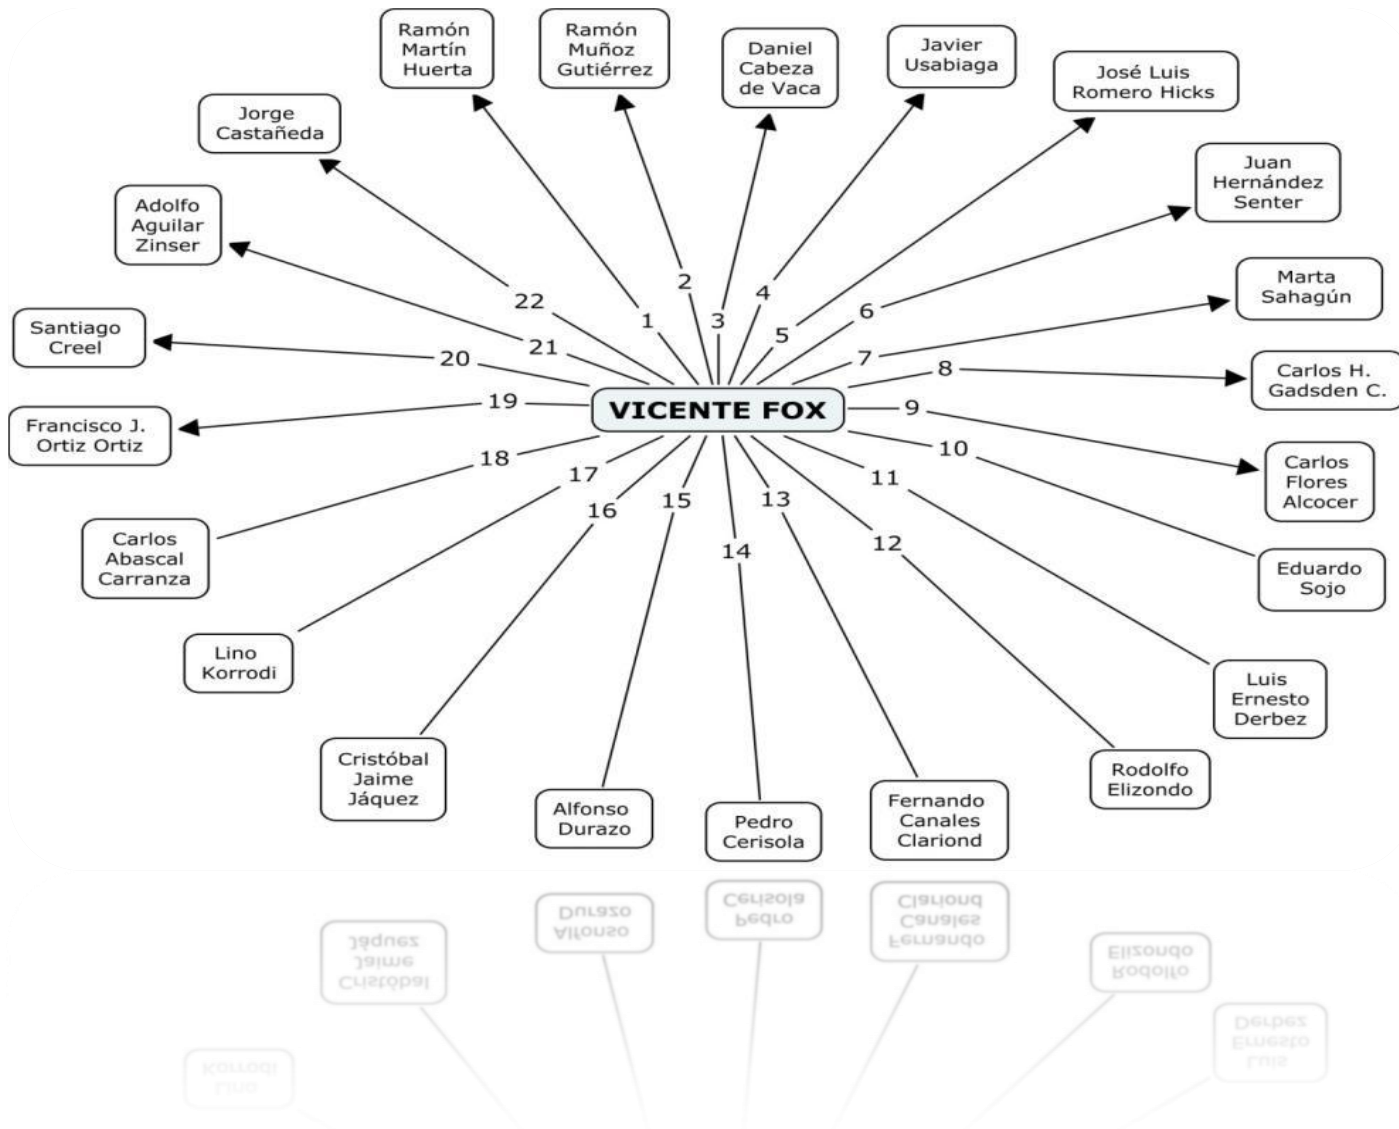 Ramón
Martín
Huerta
Ramón
Muñoz
Gutiérrez
Daniel
Cabeza
de Vaca
Javier
Usabiaga
José Luis
Romero Hicks
Jorge
Castañeda
Juan
Hernández
Senter
Adolfo
Aguilar
Zinser
Marta
Sahagún
Santiago
Creel
Carlos H.
Gadsden C.
Francisco J.
Ortiz Ortiz
Carlos
Flores
Alcocer
1
2
3
4
5
6
7
8
9
10
11
12
13
14
15
16
17
18
19
20
21
22
VICENTE FOX
Carlos
Abascal
Carranza
Eduardo
Sojo
Lino
Korrodi
Luis
Ernesto
Derbez
Cristóbal
Jaime
Jáquez
Rodolfo
Elizondo
Alfonso
Durazo
Pedro
Cerisola
Fernando
Canales
Clariond